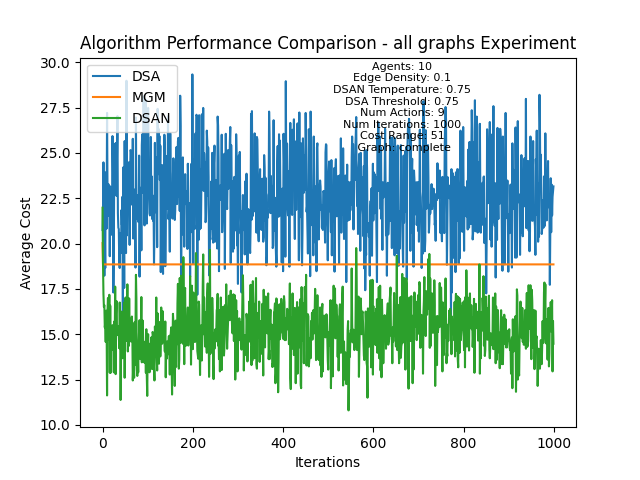 Algorithm Performance Comparison - all graphs Experiment
DSA
MGM
DSAN
Agents: 10
Edge Density: 0.1
DSAN Temperature: 0.75
DSA Threshold: 0.75
Num Actions: 9
Num Iterations: 1000
Cost Range: 51
Graph: complete
30.0
27.5
25.0
22.5
20.0
17.5
15.0
12.5
10.0
Average Cost
0
200
400
600
800
1000
Iterations